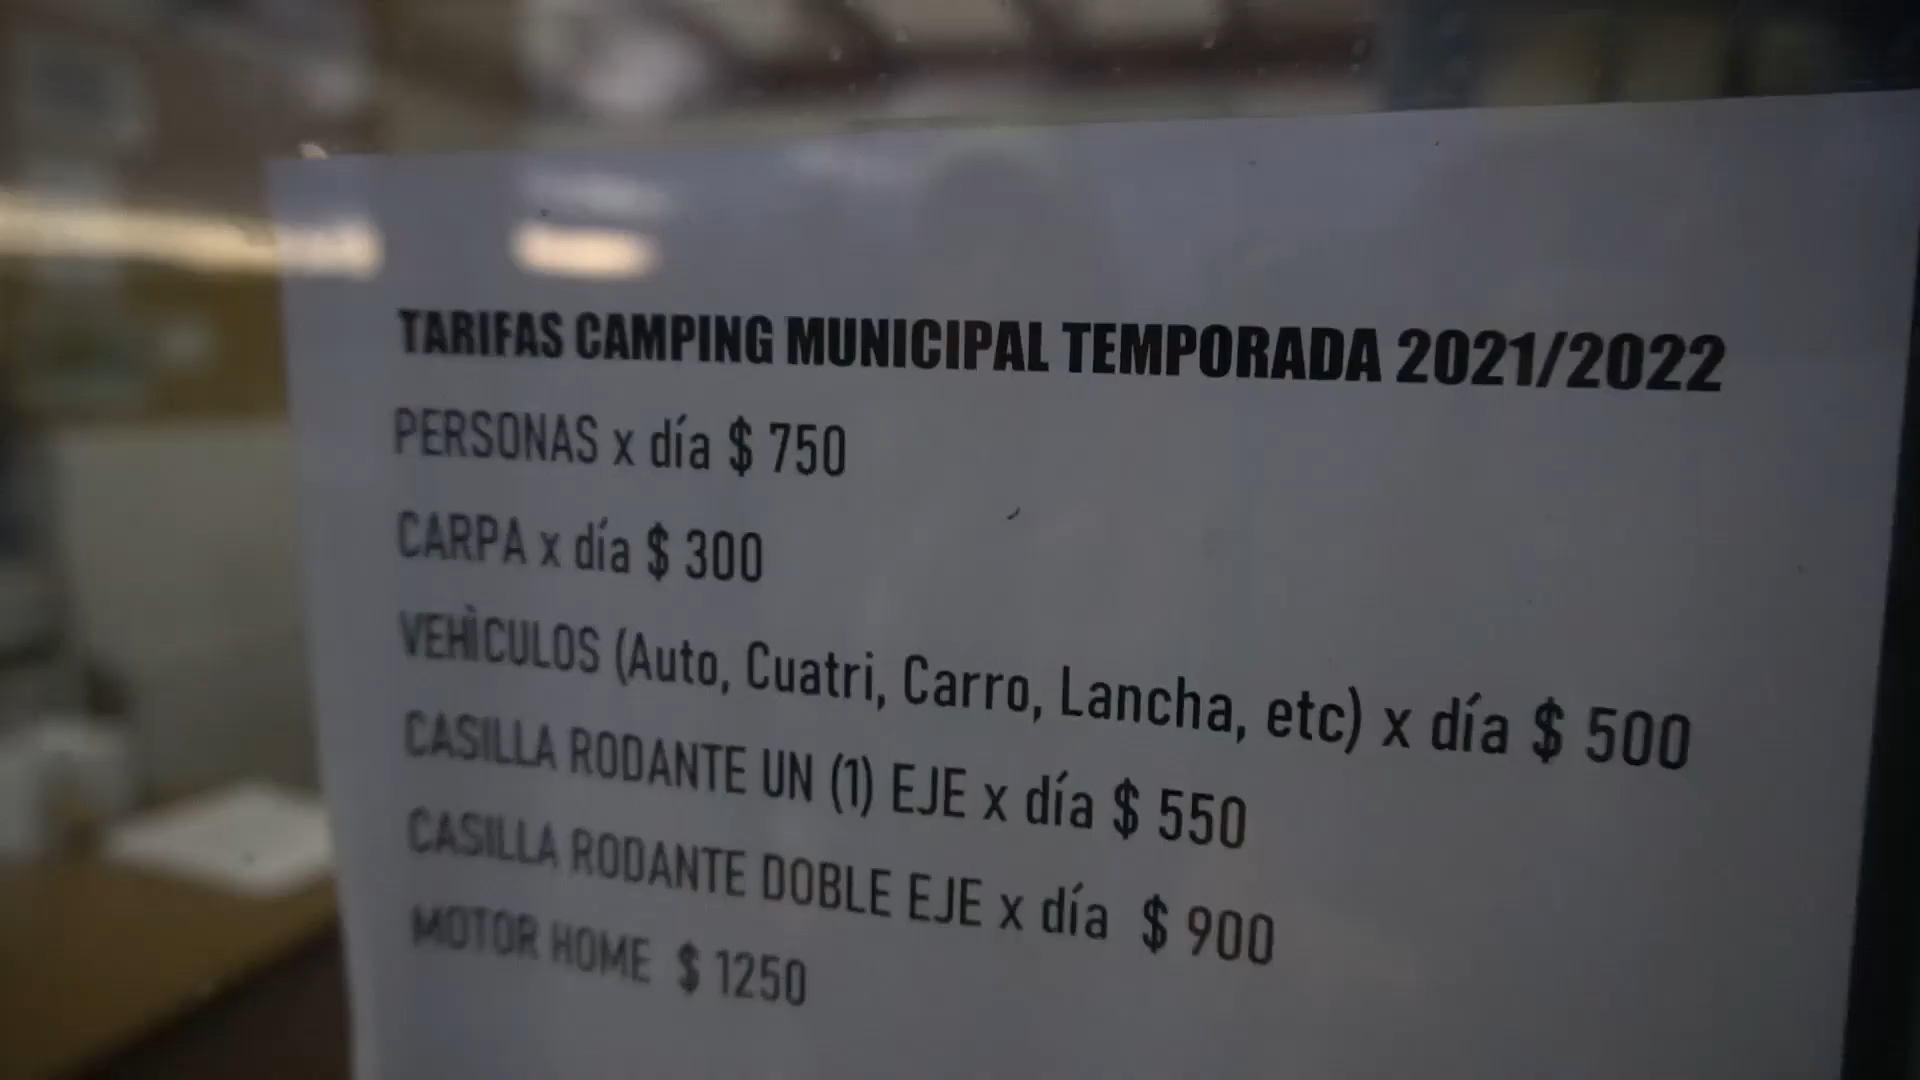 TARIFAS CAMPING MUNICIPAL TEMPORADA 2021/2022
PERSONAS x día $ 750
CARPA x día $ 300
VEHÌCULOS (Auto, Cuatri, Carro, Lancha, etc) x día $ 500
CASILLA RODANTE UN (1) EJE x día $ 550
CASILLA RODANTE DOBLE EJE x día $ 900
MOTOR HOME $ 1250